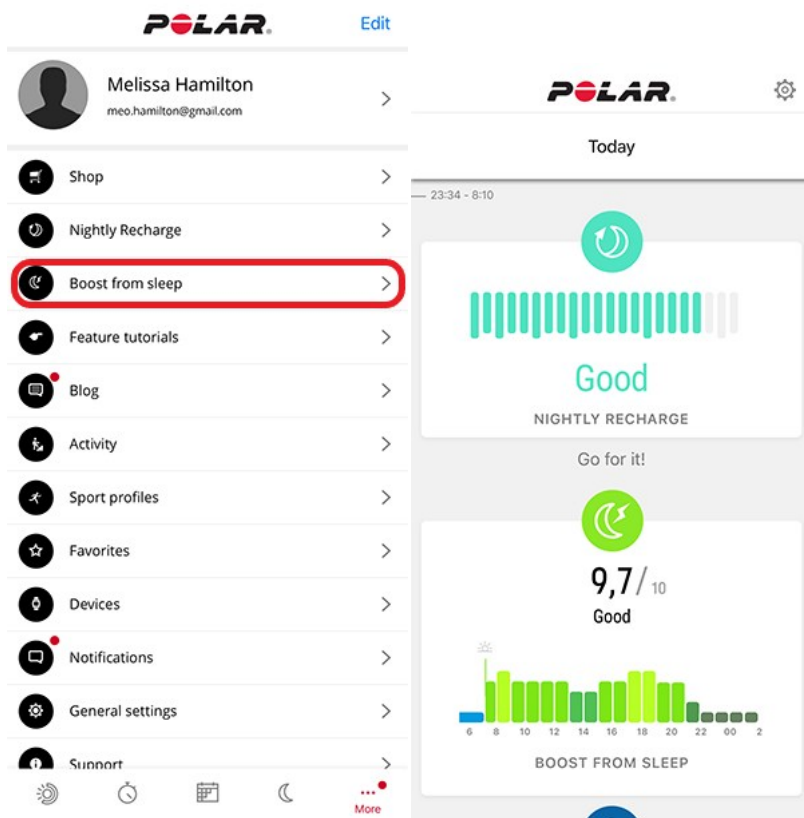 POLAR.
Edit
Melissa Hamilton
meo.hamilton@gmail.com
Shop
Nightly Recharge
Boost from sleep
Feature tutorials
Blog
Activity
Sport profiles
Favorites
Devices
Notifications
General settings
Support
More
POLAR.
Today
23:34 - 8:10
Good
NIGHTLY RECHARGE
Go for it!
9,7/ 10
Good
6 8 10 12 14 16 18 20 22 00 2
BOOST FROM SLEEP